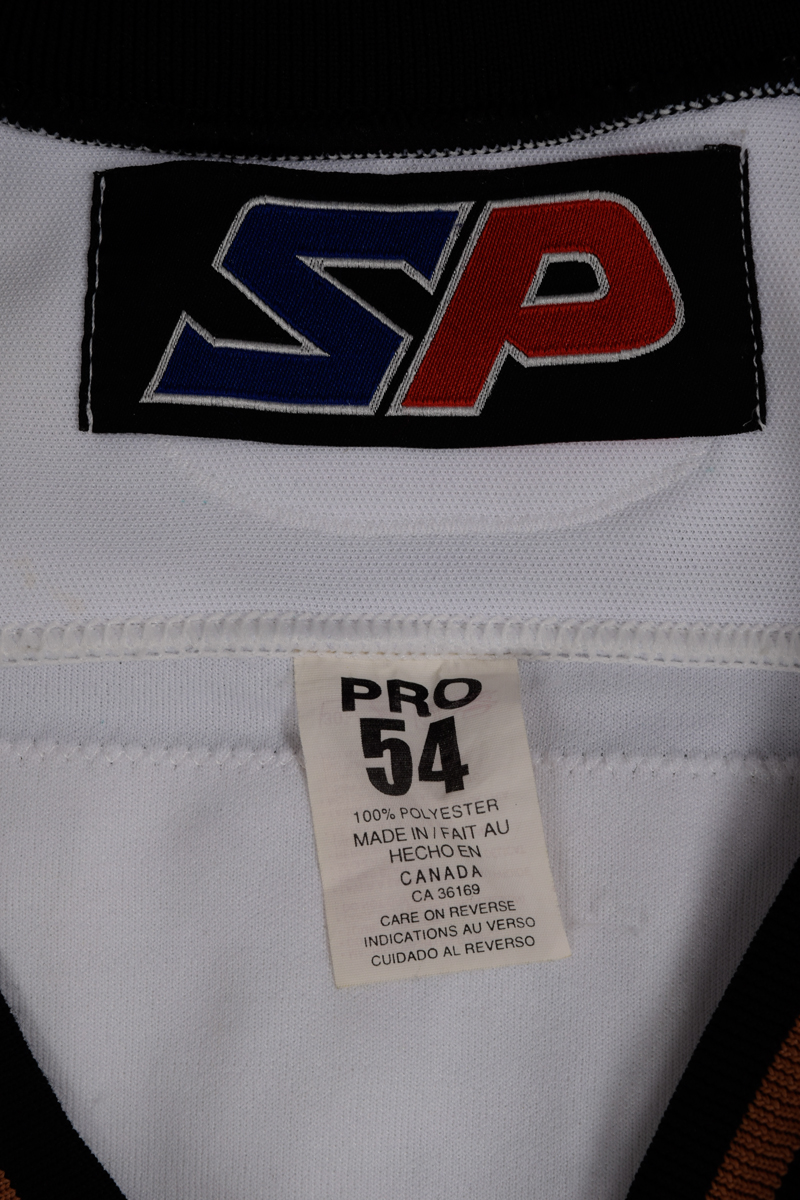 SP
PRO
54
100% POLYESTER
MADE IN / FAIT AU
HECHO EN
CANADA
CA 36169
CARE ON REVERSE
INDICATIONS AU VERSO
CUIDADO AL REVERSO